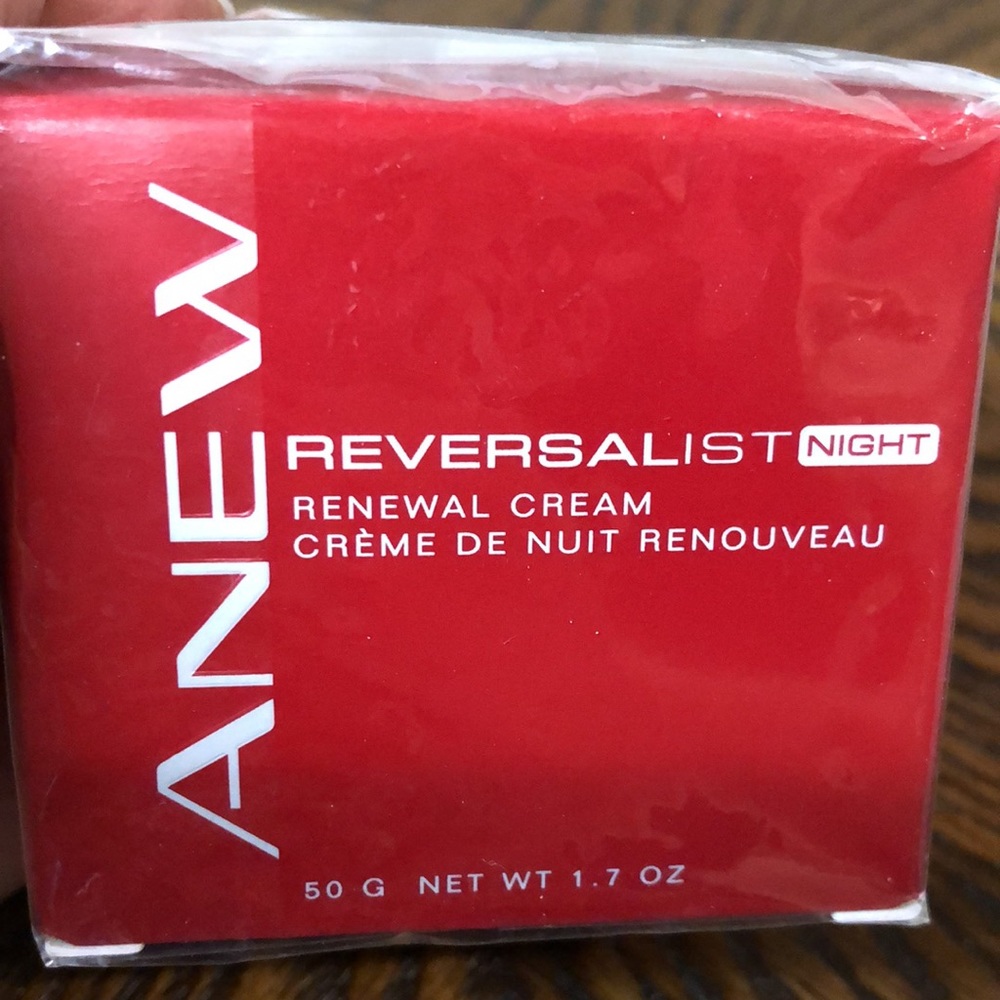 ANEW
REVERSALIST NIGHT
RENEWAL CREAM
CRÈME DE NUIT RENOUVEAU
50 G NET WT 1.7 OZ